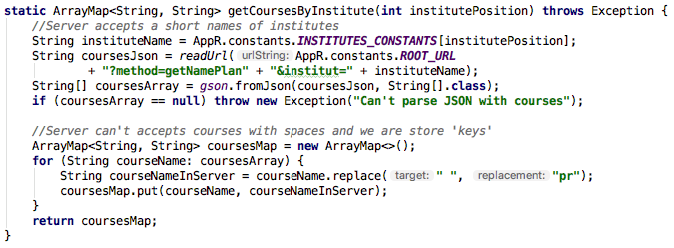 static ArrayMap<String, String> getCoursesByInstitute(int institutePosition) throws Exception {
    //Server accepts a short names of institutes
    String instituteName = AppR.constants.INSTITUTES_CONSTANTS[institutePosition];
    String coursesJson = readUrl( urlString: AppR.constants.ROOT_URL
            + "?method=getNamePlan" + "&institut=" + instituteName);
    String[] coursesArray = gson.fromJson(coursesJson, String[].class);
    if (coursesArray == null) throw new Exception("Can't parse JSON with courses");

    //Server can't accepts courses with spaces and we are store 'keys'
    ArrayMap<String, String> coursesMap = new ArrayMap<>();
    for (String courseName: coursesArray) {
        String courseNameInServer = courseName.replace( target: " ", replacement: "pr");
        coursesMap.put(courseName, courseNameInServer);
    }
    return coursesMap;
}